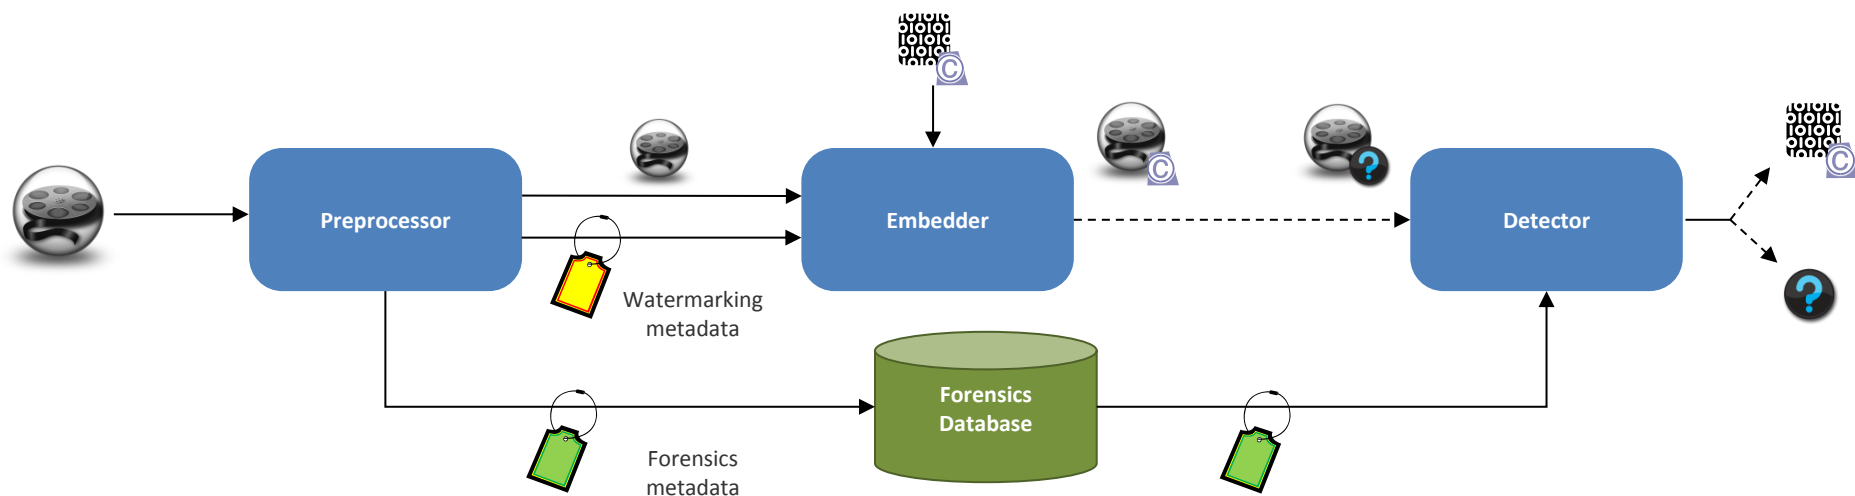 Preprocessor
Embedder
Detector
Watermarking
metadata
Forensics
Database
Forensics
metadata
C
C
C
?
?